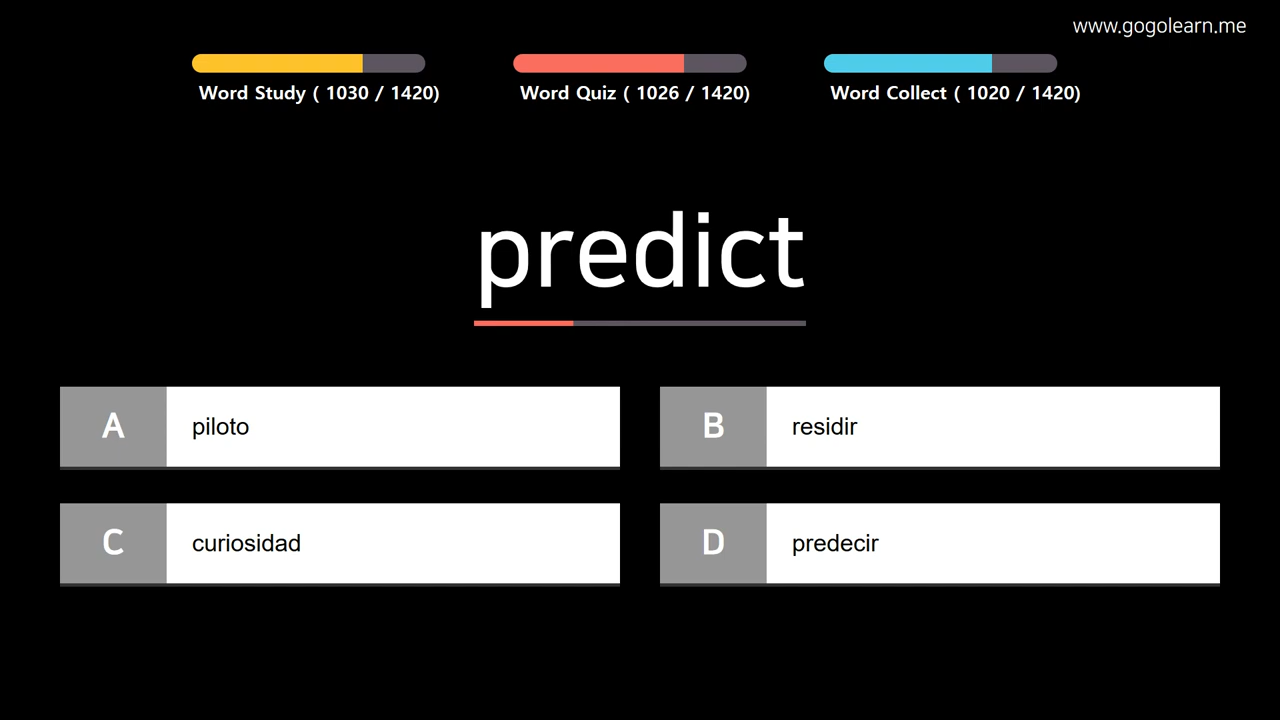 www.gogolearn.me
Word Study ( 1030 / 1420)
Word Quiz ( 1026 / 1420)
Word Collect ( 1020 / 1420)
predict
A piloto
B residir
C curiosidad
D predecir